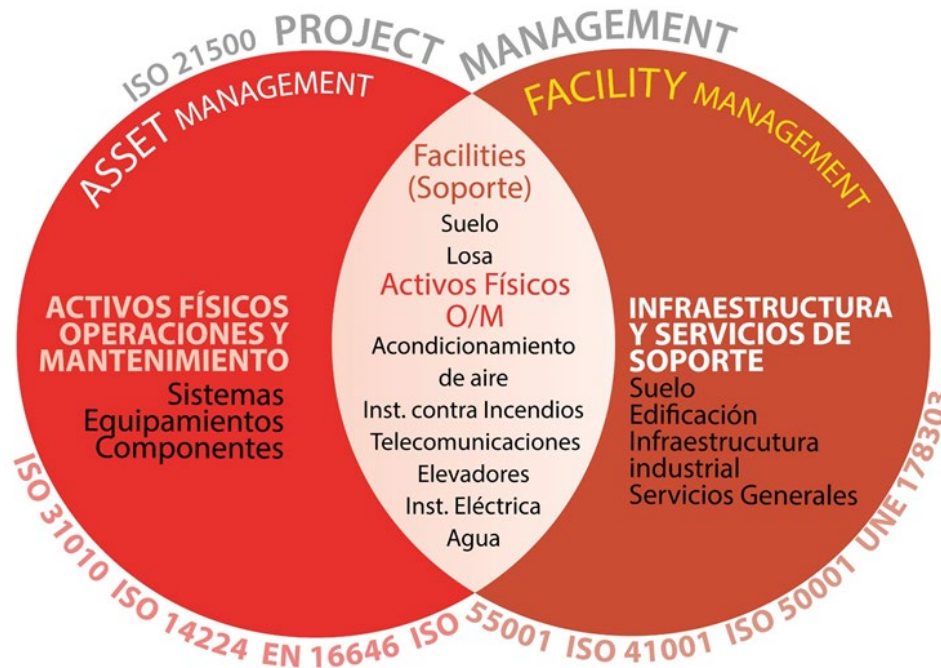 ISO 21500 PROJECT MANAGEMENT
ASSET MANAGEMENT
FACILITY MANAGEMENT
Facilities
(Soporte)
Suelo
Losa
Activos Físicos
O/M
Acondicionamiento
de aire
Inst. contra Incendios
Telecomunicaciones
Elevadores
Inst. Eléctrica
Agua
ACTIVOS FÍSICOS
OPERACIONES Y
MANTENIMIENTO
Sistemas
Equipamientos
Componentes
INFRAESTRUCTURA
Y SERVICIOS DE
SOPORTE
Suelo
Edificación
Infraestrucutura
industrial
Servicios Generales
ISO 31010 ISO 14224 EN 16646 ISO 55001 ISO 41001 ISO 50001 UNE 178303